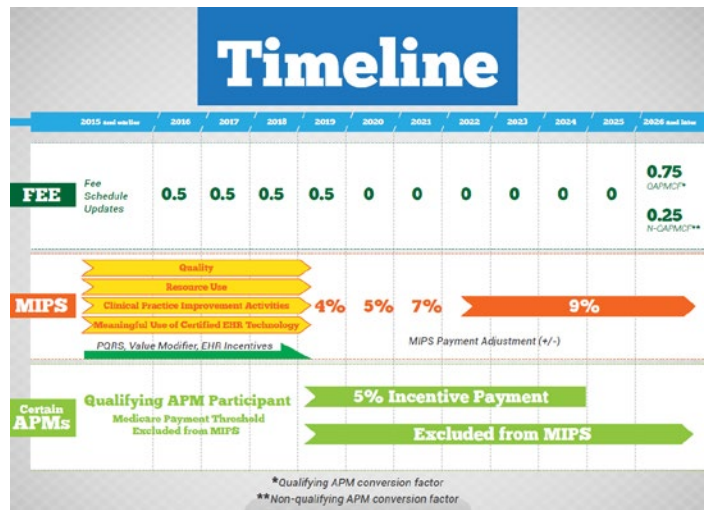 Timeline
2015 and earlier 2016 2017 2018 2019 2020 2021 2022 2023 2024 2025 2026 and later
FEE
Fee
Schedule
Updates
0.5 0.5 0.5 0.5 0 0 0 0 0 0
0.75
QAPMCF*
0.25
N-QAPMCF**
MIPS
Quality
Resource Use
Clinical Practice Improvement Activities
Meaningful Use of Certified EHR Technology
PQRS, Value Modifier, EHR Incentives
4% 5% 7% 9%
MIPS Payment Adjustment (+/-)
Certain
APMs
Qualifying APM Participant
Medicare Payment Threshold
Excluded from MIPS
5% Incentive Payment
Excluded from MIPS
*Qualifying APM conversion factor
**Non-qualifying APM conversion factor